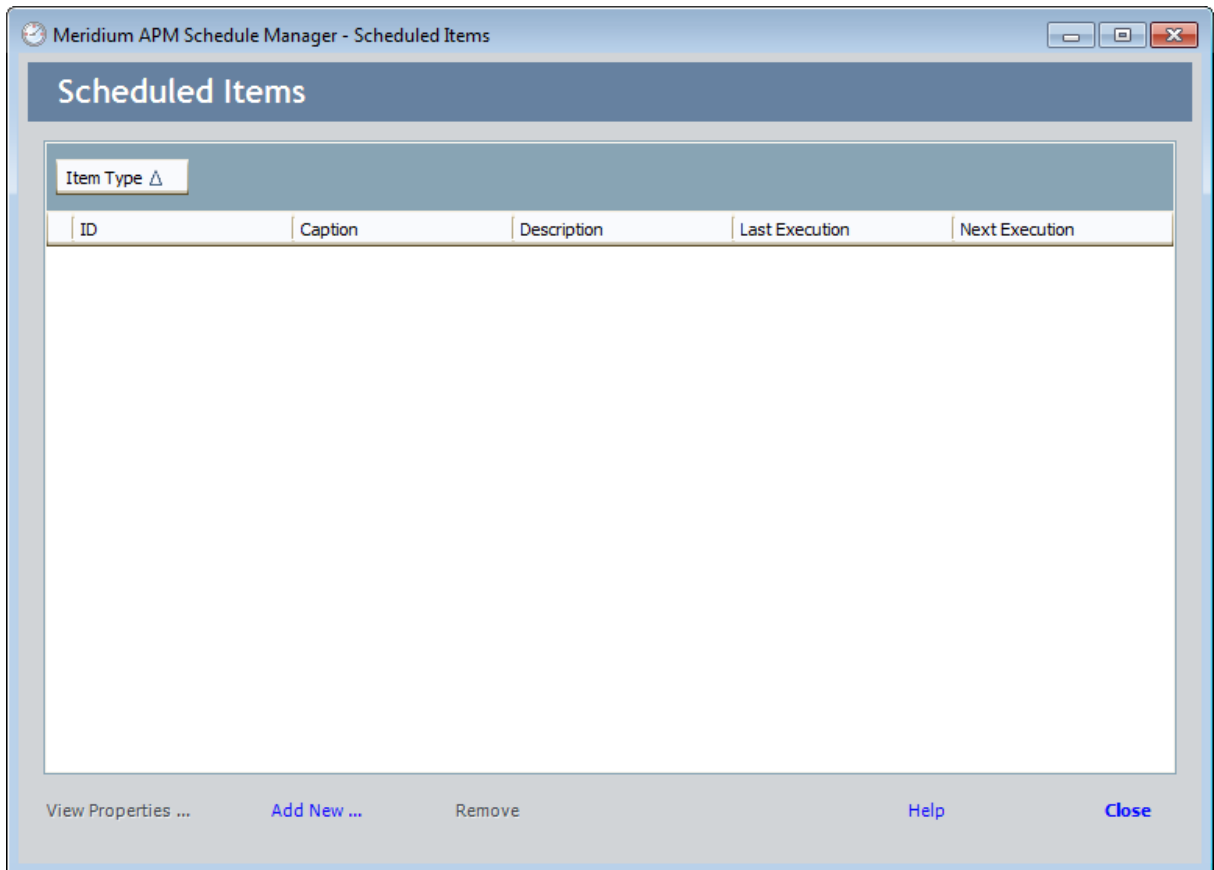 Meridium APM Schedule Manager - Scheduled Items
Scheduled Items
Item Type
ID Caption Description Last Execution Next Execution
View Properties ... Add New ... Remove Help Close